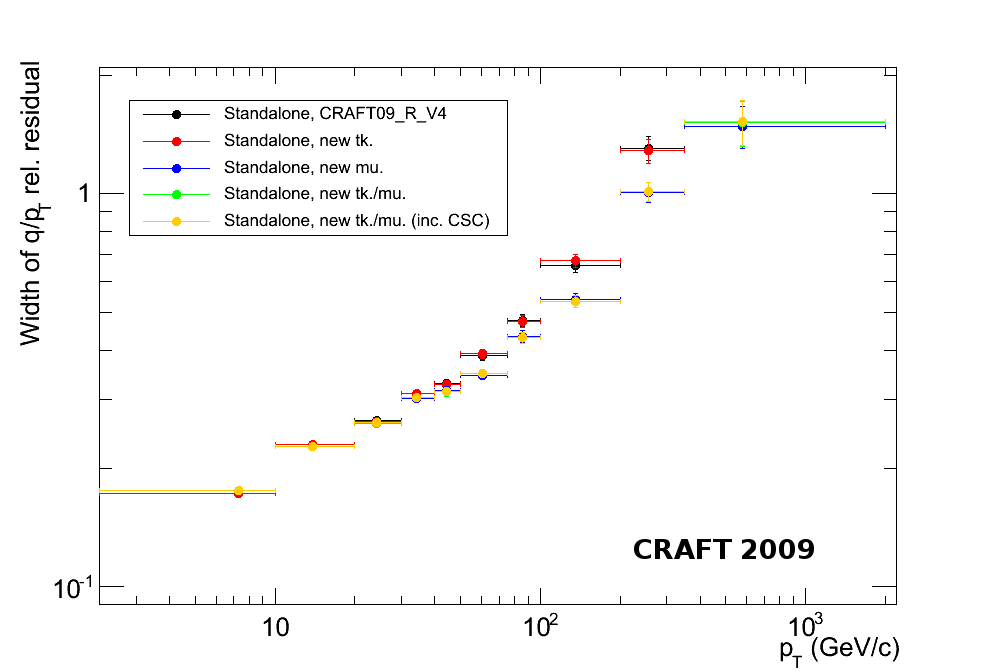 Width of q/p_T rel. residual
Standalone, CRAFT09_R_V4
Standalone, new tk.
Standalone, new mu.
Standalone, new tk./mu.
Standalone, new tk./mu. (inc. CSC)
1
10^-1
CRAFT 2009
10 10^2 10^3
p_T (GeV/c)